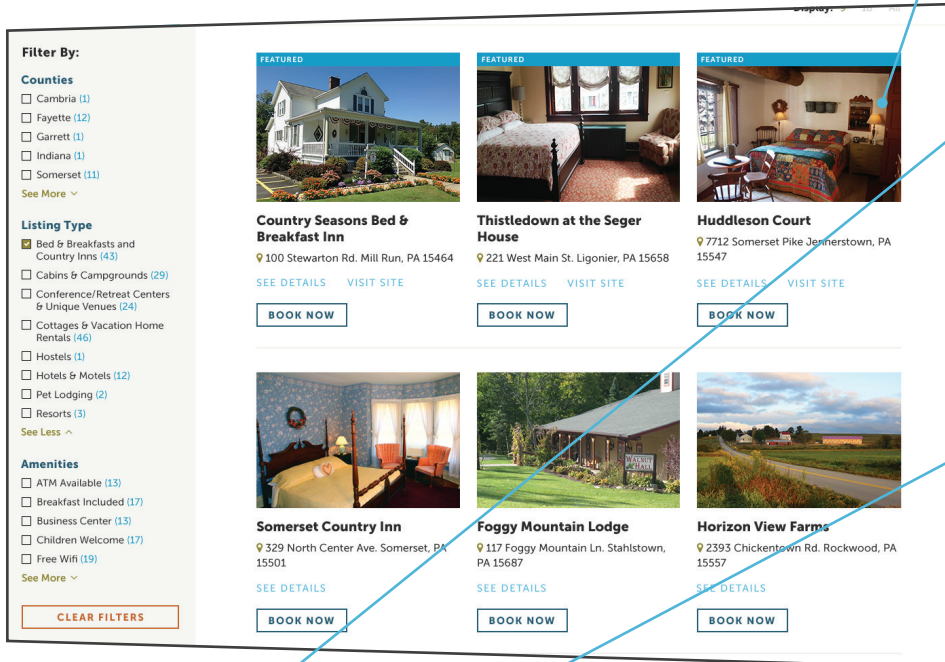 Display: 9 18 All
Filter By:
Counties
Cambria (1)
Fayette (12)
Garrett (1)
Indiana (1)
Somerset (11)
See More
Listing Type
Bed & Breakfasts and
Country Inns (43)
Cabins & Campgrounds (29)
Conference/Retreat Centers
& Unique Venues (24)
Cottages & Vacation Home
Rentals (46)
Hostels (1)
Hotels & Motels (12)
Pet Lodging (2)
Resorts (3)
See Less
Amenities
ATM Available (13)
Breakfast Included (17)
Business Center (13)
Children Welcome (17)
Free Wifi (19)
See More
CLEAR FILTERS
FEATURED
Country Seasons Bed &
Breakfast Inn
100 Stewarton Rd. Mill Run, PA 15464
SEE DETAILS VISIT SITE
BOOK NOW
FEATURED
Thistledown at the Seger
House
221 West Main St. Ligonier, PA 15658
SEE DETAILS VISIT SITE
BOOK NOW
FEATURED
Huddleson Court
7712 Somerset Pike Jennerstown, PA
15547
SEE DETAILS VISIT SITE
BOOK NOW
Somerset Country Inn
329 North Center Ave. Somerset, PA
15501
SEE DETAILS
BOOK NOW
WALNUT
HALL
Foggy Mountain Lodge
117 Foggy Mountain Ln. Stahlstown,
PA 15687
SEE DETAILS
BOOK NOW
Horizon View Farms
2393 Chickentown Rd. Rockwood, PA
15557
SEE DETAILS
BOOK NOW